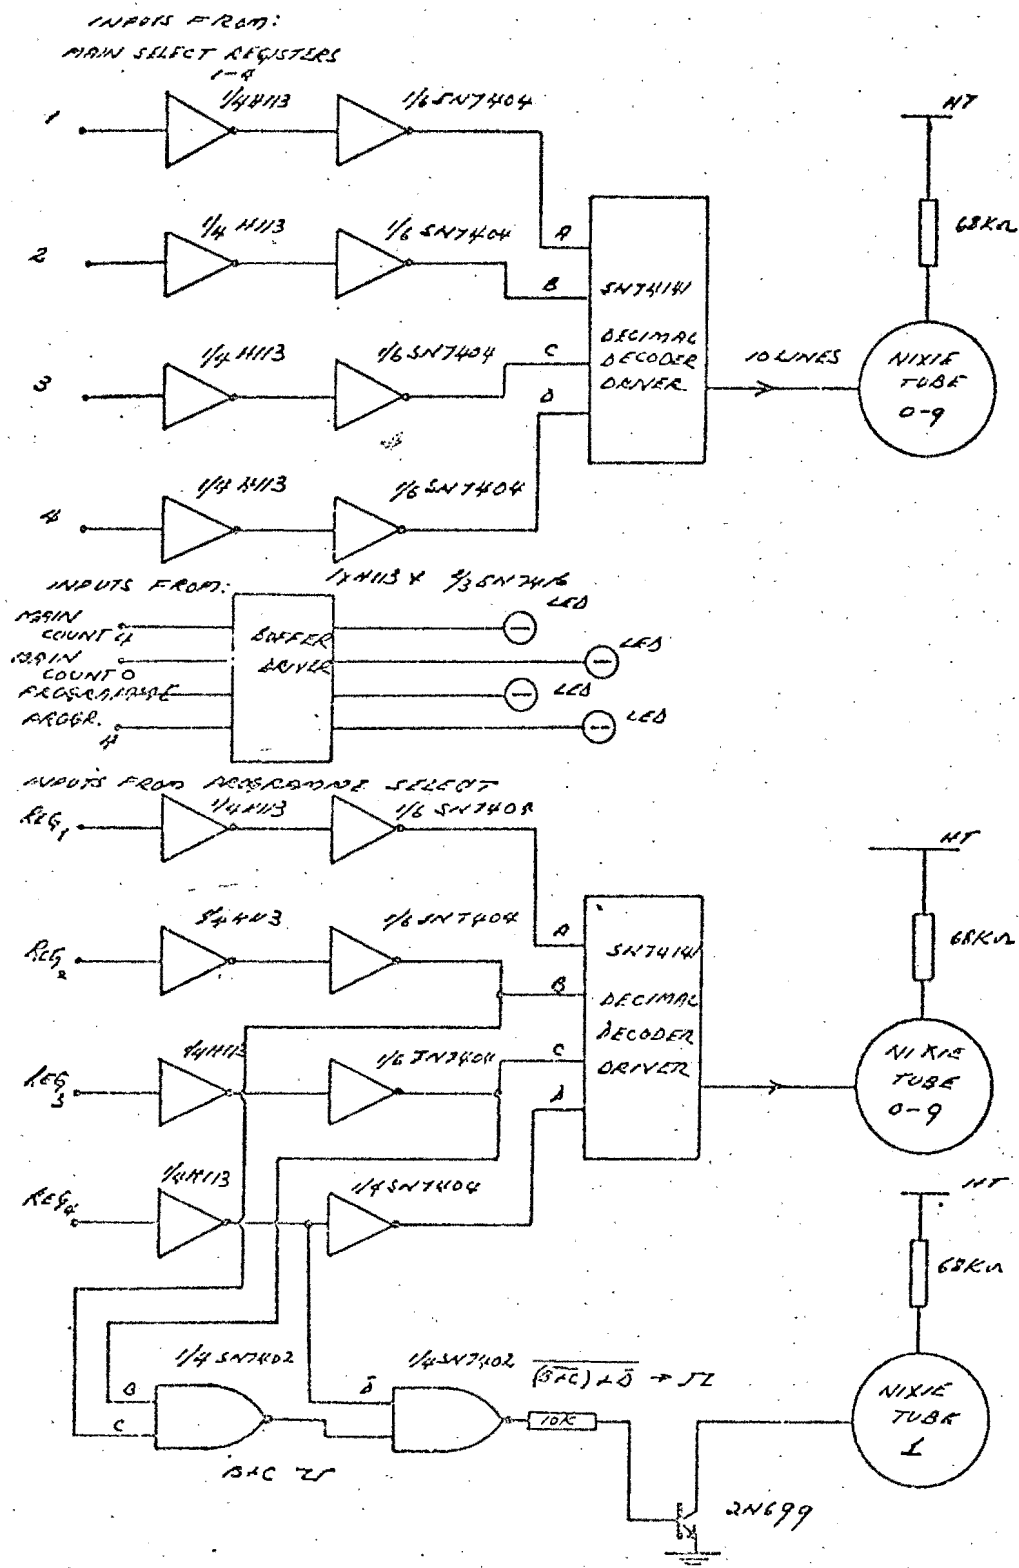 INPUTS FROM:
MAIN SELECT REGISTERS
1-4
1 1/4 H113 1/6 SN7404
2 1/4 H113 1/6 SN7404
3 1/4 H113 1/6 SN7404
4 1/4 H113 1/6 SN7404
A
B
C
D
SN74141
DECIMAL
DECODER
DRIVER
10 LINES
HT
68KΩ
NIXIE
TUBE
0-9
INPUTS FROM:
1 x H113 & 2/3 SN7416
MAIN
COUNT 4
MAIN
COUNT 0
PROGRAMME
PROGR.
4
BUFFER
DRIVER
LED
LED
LED
LED
INPUTS FROM PROGRAMME SELECT
REG1 1/4 H113
REG2 1/4 H113 1/6 SN7404
REG3 1/4 H113 1/6 SN7404
REG4 1/4 H113 1/4 SN7404
A
B
C
D
SN74141
DECIMAL
DECODER
DRIVER
HT
68KΩ
NIXIE
TUBE
0-9
HT
68KΩ
NIXIE
TUBE
1
1/4 SN7402
B
C
B+C
1/4 SN7402
D̄
10K
2N699